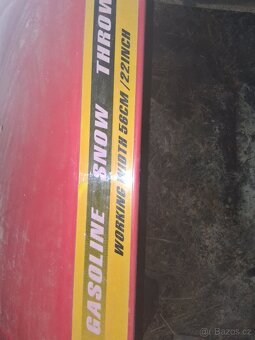 GASOLINE SNOW THROW
WORKING WIDTH 56CM/22INCH
Bazos.cz